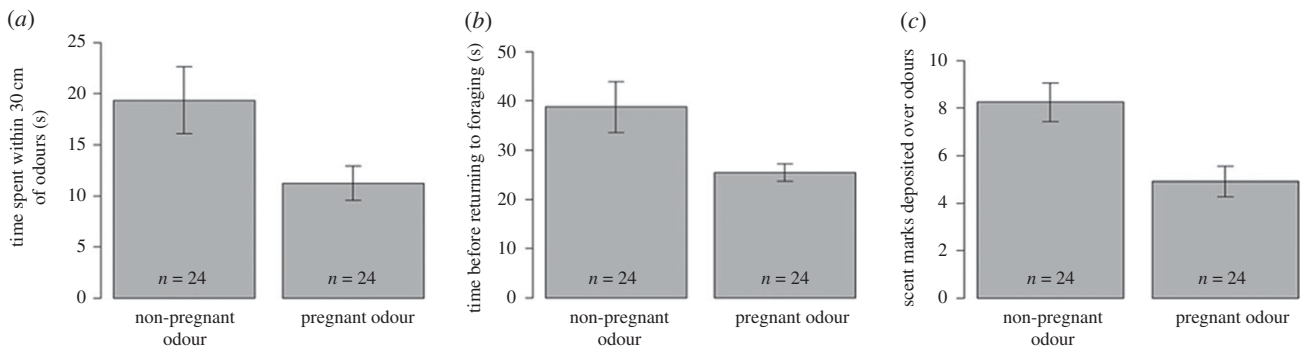 (a)
time spent within 30 cm
of odours (s)
25
20
15
10
5
0
n = 24
n = 24
non-pregnant
odour
pregnant odour
(b)
time before returning to foraging (s)
50
40
30
20
10
0
n = 24
n = 24
non-pregnant
odour
pregnant odour
(c)
scent marks deposited over odours
10
8
6
4
2
0
n = 24
n = 24
non-pregnant
odour
pregnant odour